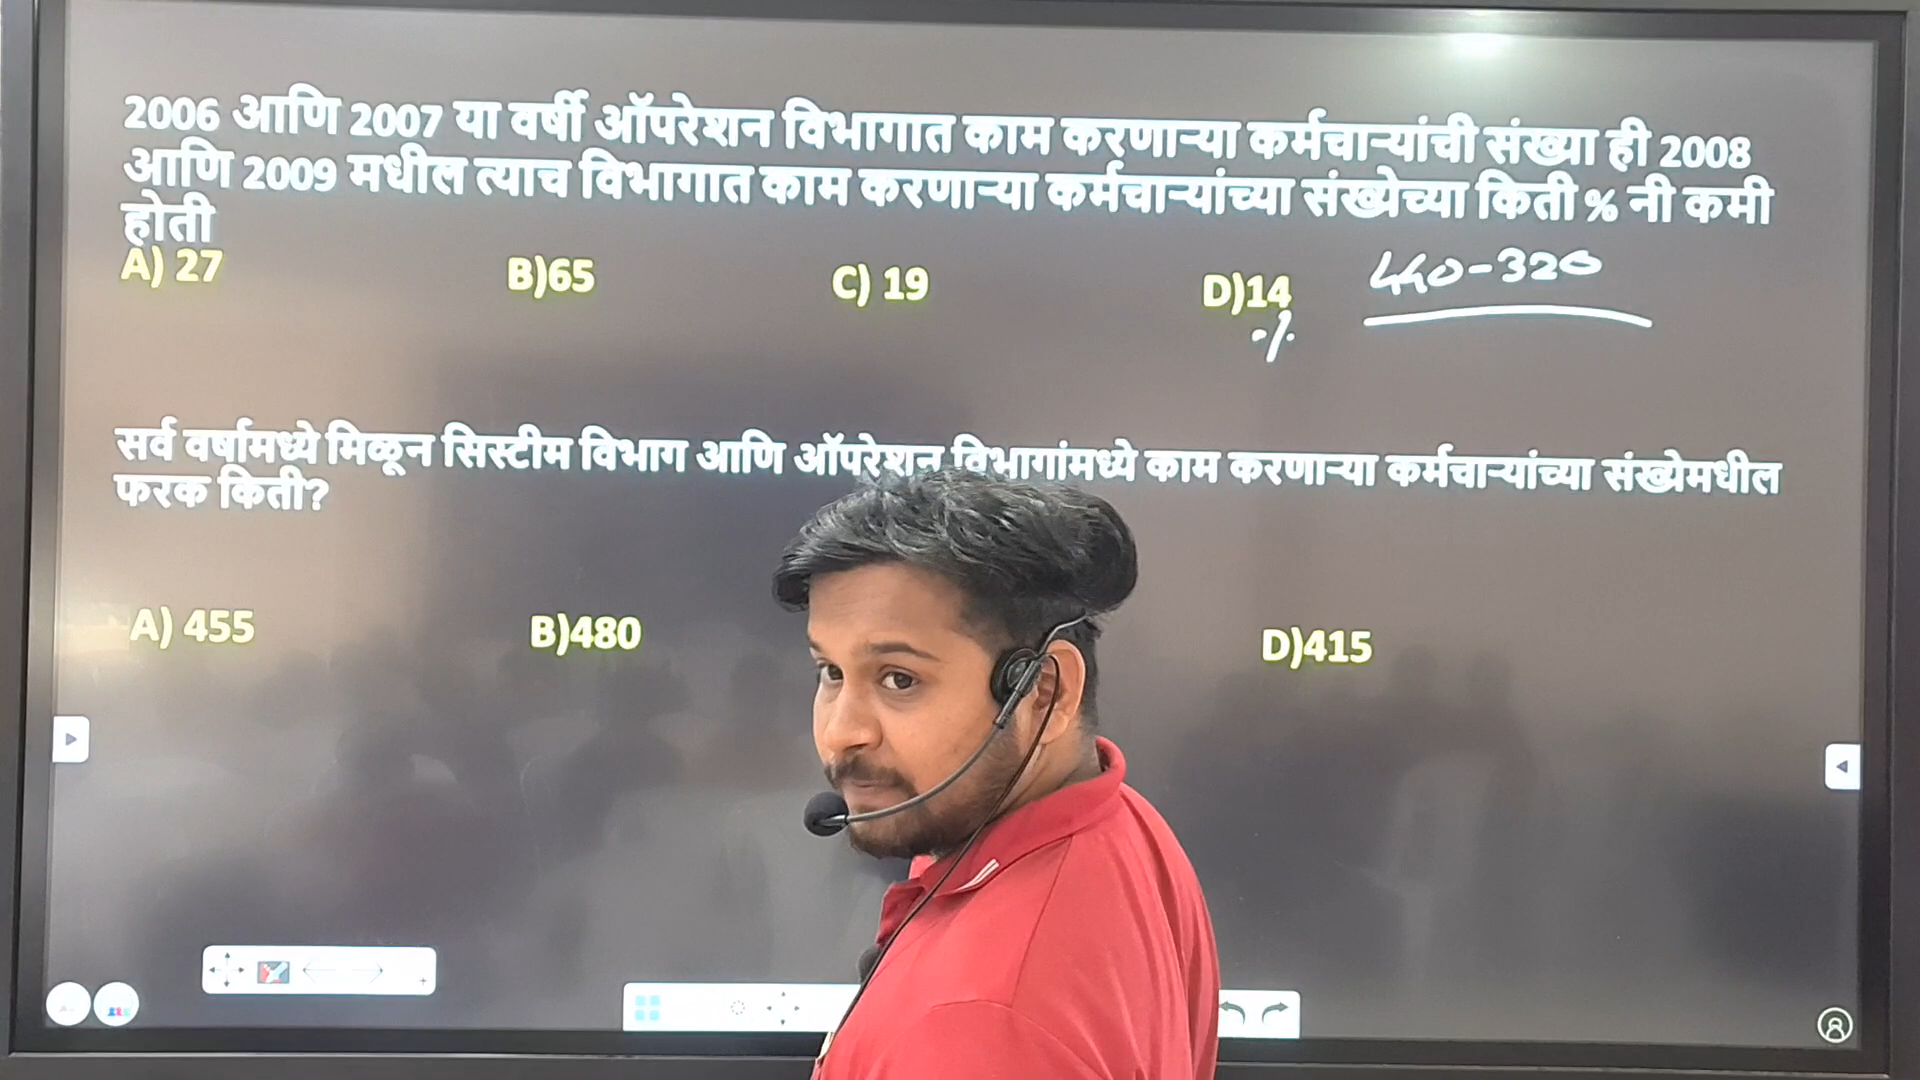 2006 आणि 2007 या वर्षी ऑपरेशन विभागात काम करणाऱ्या कर्मचाऱ्यांची संख्या ही 2008
आणि 2009 मधील त्याच विभागात काम करणाऱ्या कर्मचाऱ्यांच्या संख्येच्या किती % नी कमी
होती
A) 27 B)65 C) 19 D)14
%
440-320
सर्व वर्षामध्ये मिळून सिस्टीम विभाग आणि ऑपरेशन विभागांमध्ये काम करणाऱ्या कर्मचाऱ्यांच्या संख्येमधील
फरक किती?
A) 455 B)480 D)415